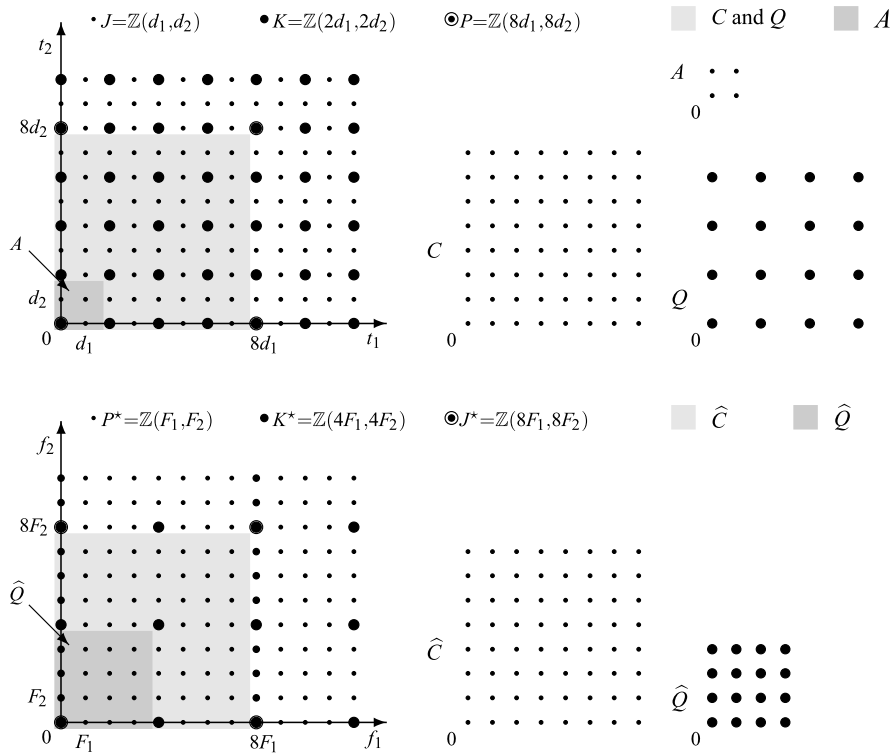 J=ℤ(d₁,d₂) K=ℤ(2d₁,2d₂) P=ℤ(8d₁,8d₂) C and Q A
t₂
A
0
8d₂
C
A
Q
d₂
0 d₁ 8d₁ t₁ 0 0
P⋆=ℤ(F₁,F₂) K⋆=ℤ(4F₁,4F₂) J⋆=ℤ(8F₁,8F₂) Ĉ Q̂
f₂
8F₂
Q̂
Ĉ
F₂ Q̂
0 F₁ 8F₁ f₁ 0 0